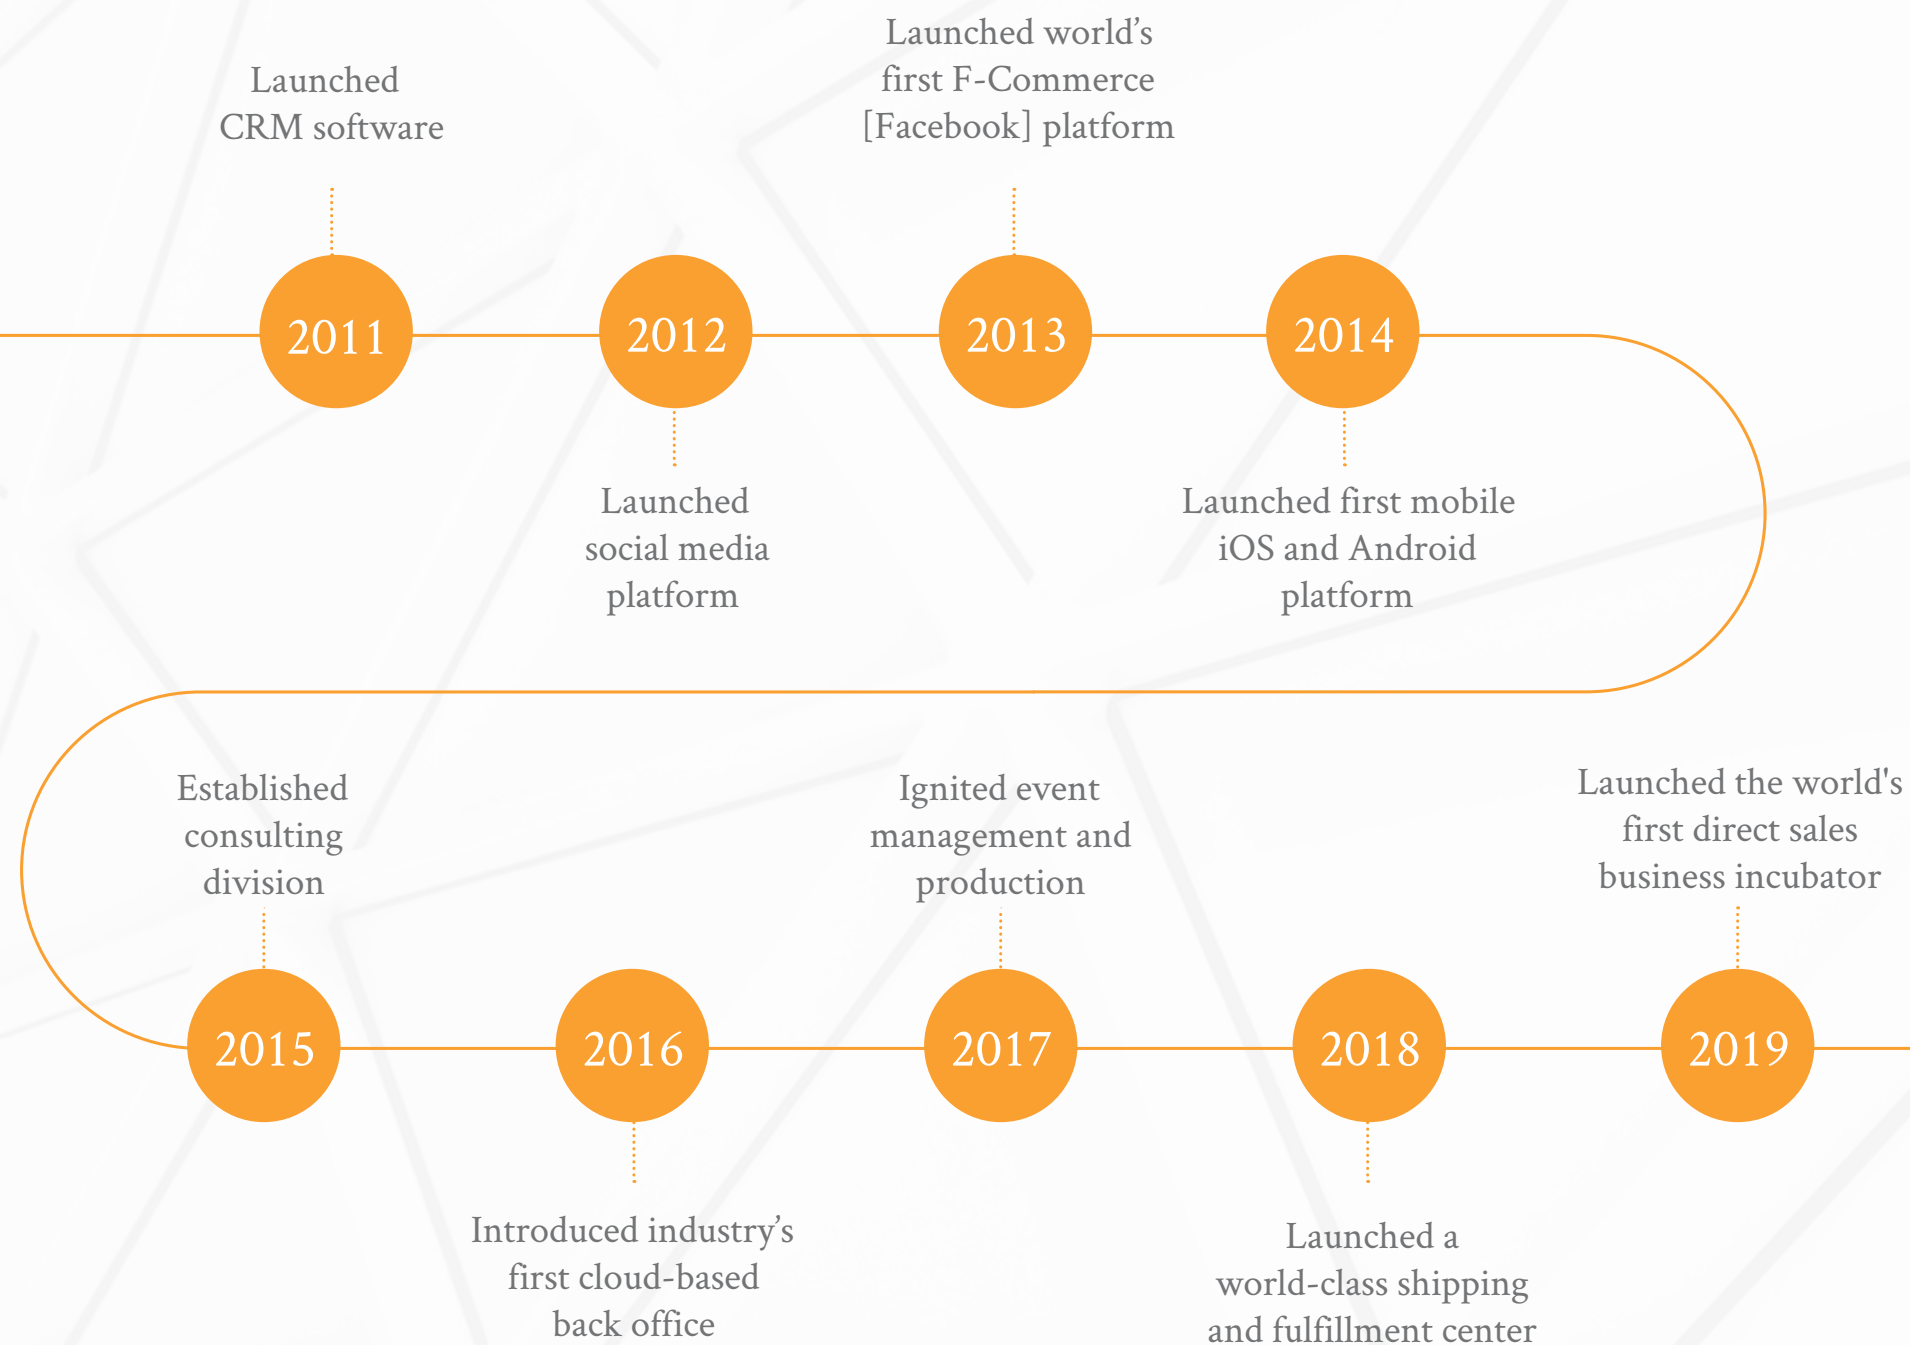 Launched
CRM software
2011
2012
Launched
social media
platform
Launched world’s
first F-Commerce
[Facebook] platform
2013
2014
Launched first mobile
iOS and Android
platform
Established
consulting
division
2015
2016
Introduced industry’s
first cloud-based
back office
Ignited event
management and
production
2017
2018
Launched a
world-class shipping
and fulfillment center
Launched the world's
first direct sales
business incubator
2019